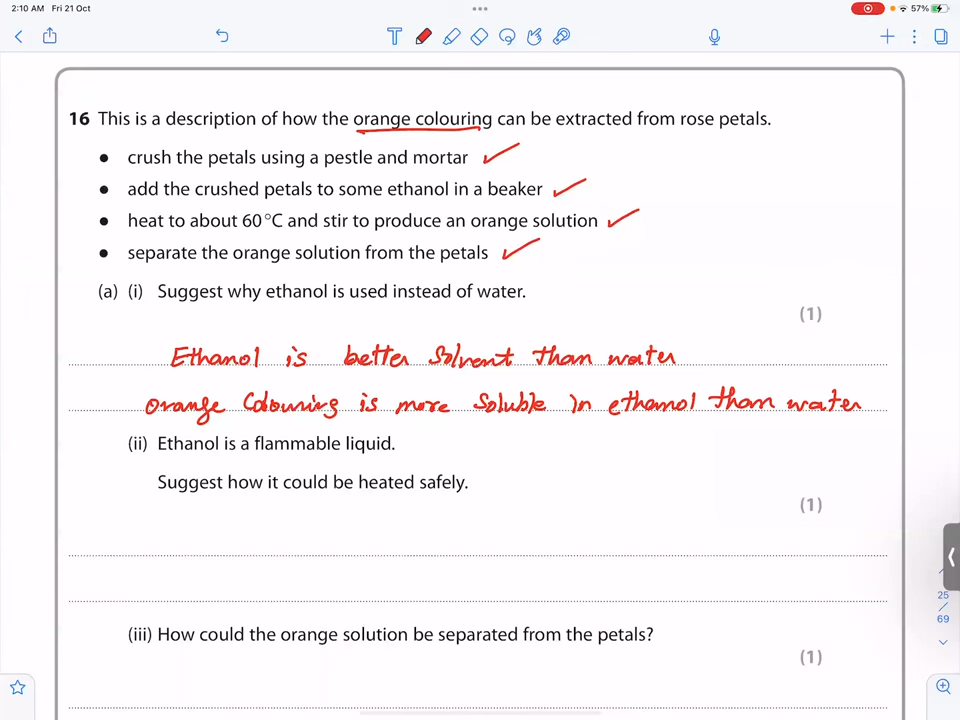 2:10 AM Fri 21 Oct
57%
16 This is a description of how the orange colouring can be extracted from rose petals.
● crush the petals using a pestle and mortar
● add the crushed petals to some ethanol in a beaker
● heat to about 60 °C and stir to produce an orange solution
● separate the orange solution from the petals
(a) (i) Suggest why ethanol is used instead of water.
(1)
Ethanol is better solvent than water
orange colouring is more soluble in ethanol than water
(ii) Ethanol is a flammable liquid.
Suggest how it could be heated safely.
(1)
(iii) How could the orange solution be separated from the petals?
(1)
25
/
69